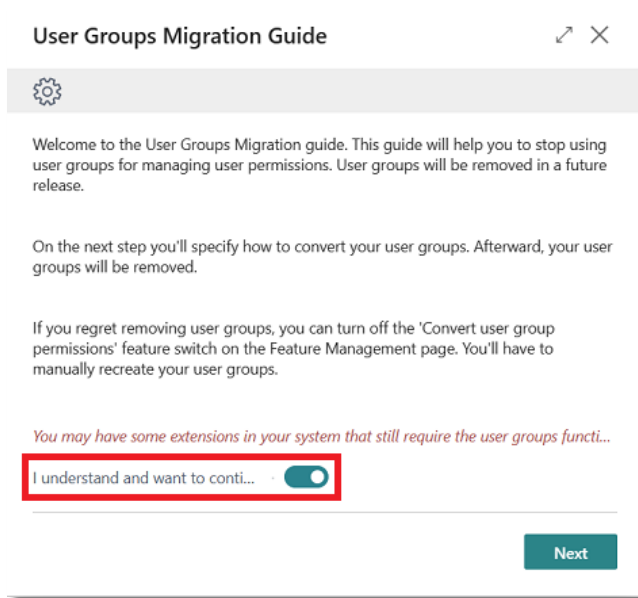 User Groups Migration Guide
Welcome to the User Groups Migration guide. This guide will help you to stop using
user groups for managing user permissions. User groups will be removed in a future
release.
On the next step you'll specify how to convert your user groups. Afterward, your user
groups will be removed.
If you regret removing user groups, you can turn off the 'Convert user group
permissions' feature switch on the Feature Management page. You'll have to
manually recreate your user groups.
You may have some extensions in your system that still require the user groups functi...
I understand and want to conti...
Next